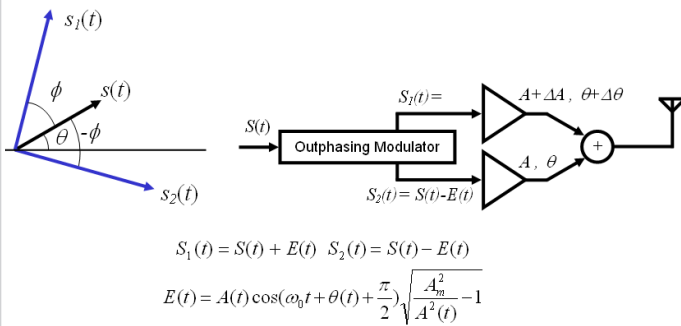 s₁(t)
ϕ
s(t)
θ
-ϕ
s₂(t)
S(t)
Outphasing Modulator
S₁(t)=
S₂(t)= S(t)-E(t)
A+ΔA , θ+Δθ
A , θ
+
S₁(t) = S(t) + E(t) S₂(t) = S(t) − E(t)
E(t) = A(t) cos(ω₀t + θ(t) + π/2) √(Aₘ²/A²(t) − 1)